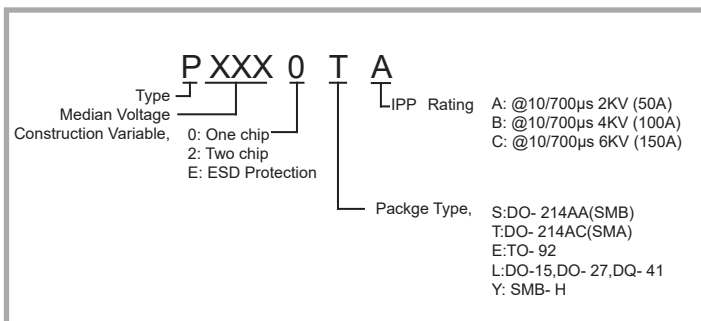 P XXX 0 T A
Type
Median Voltage
Construction Variable,
0: One chip
2: Two chip
E: ESD Protection
IPP Rating
A: @10/700μs 2KV (50A)
B: @10/700μs 4KV (100A)
C: @10/700μs 6KV (150A)
Packge Type,
S:DO- 214AA(SMB)
T:DO- 214AC(SMA)
E:TO- 92
L:DO-15,DO- 27,DQ- 41
Y: SMB- H